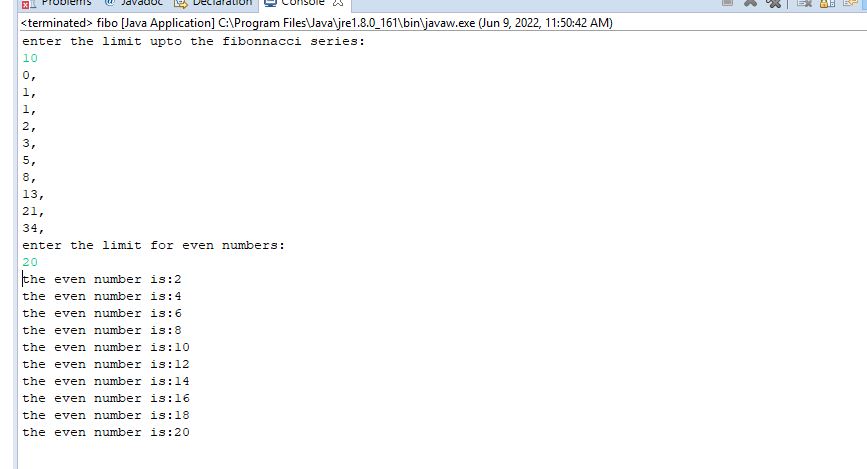 Problems @ Javadoc Declaration Console
<terminated> fibo [Java Application] C:\Program Files\Java\jre1.8.0_161\bin\javaw.exe (Jun 9, 2022, 11:50:42 AM)
enter the limit upto the fibonnacci series:
10
0,
1,
1,
2,
3,
5,
8,
13,
21,
34,
enter the limit for even numbers:
20
the even number is:2
the even number is:4
the even number is:6
the even number is:8
the even number is:10
the even number is:12
the even number is:14
the even number is:16
the even number is:18
the even number is:20